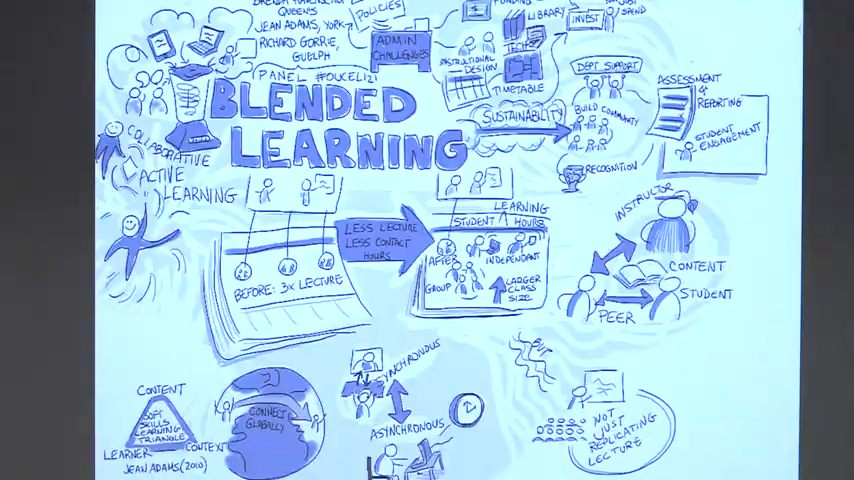 QUEEN'S
JEAN ADAMS, YORK
RICHARD GORRIE,
GUELPH
PANEL #OUCEL121
POLICIES
ADMIN
CHALLENGES
FUNDING
LIBRARY
TECH
INSTRUCTIONAL
DESIGN
TIMETABLE
INVEST
SPEND
BLENDED
LEARNING
SUSTAINABILITY
DEPT SUPPORT
BUILD COMMUNITY
RECOGNITION
ASSESSMENT
&
REPORTING
STUDENT
ENGAGEMENT
COLLABORATIVE
ACTIVE
LEARNING
BEFORE: 3x LECTURE
LESS LECTURE
LESS CONTACT
HOURS
LEARNING
STUDENT HOURS
AFTER
INDEPENDANT
GROUP
LARGER
CLASS
SIZE
INSTRUCTOR
CONTENT
STUDENT
PEER
CONTENT
SOFT
SKILLS
LEARNING
TRIANGLE
LEARNER
CONTEXT
JEAN ADAMS (2010)
CONNECT
GLOBALLY
SYNCHRONOUS
ASYNCHRONOUS
NOT
JUST
REPLICATING
LECTURE